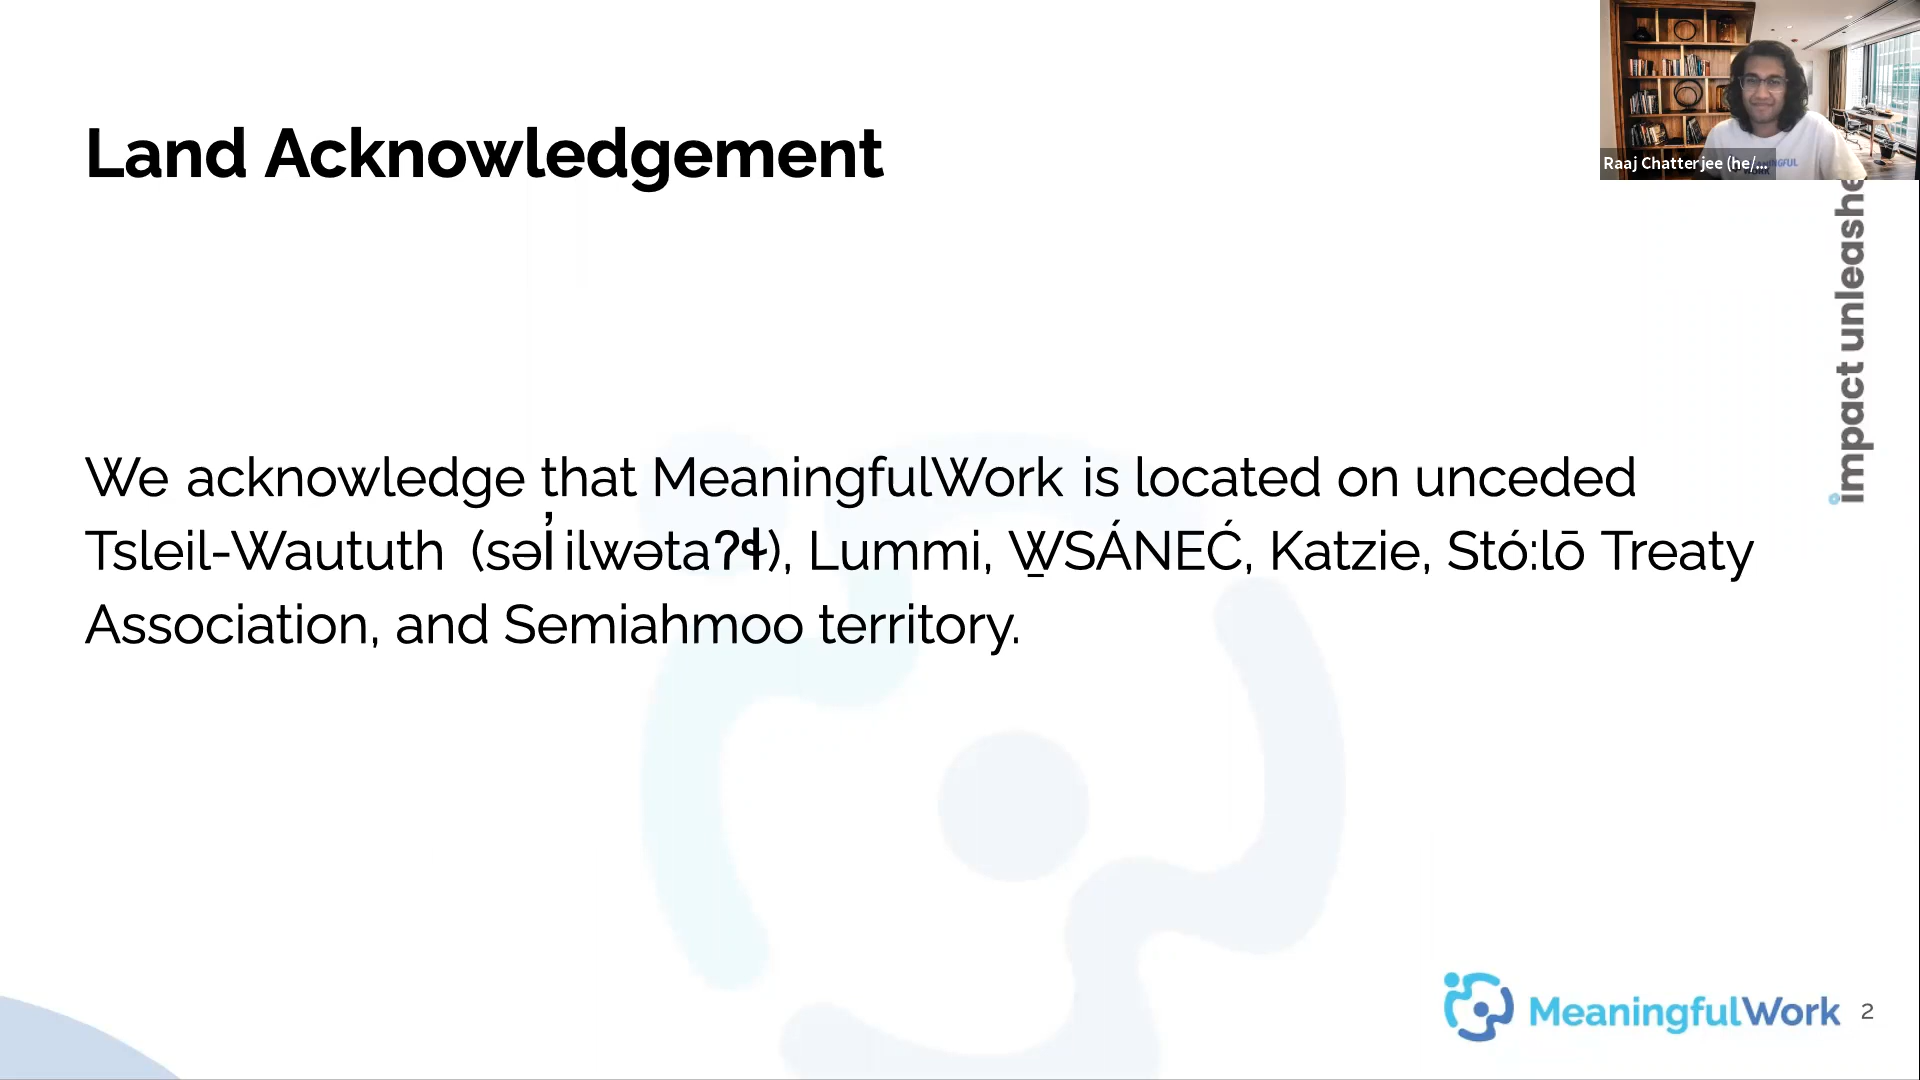 Land Acknowledgement
Raaj Chatterjee (he/...
impact unleashe
We acknowledge that MeaningfulWork is located on unceded
Tsleil-Waututh (səl̓ilwətaʔɬ), Lummi, W̱SÁNEĆ, Katzie, Stó:lō Treaty
Association, and Semiahmoo territory.
MeaningfulWork 2